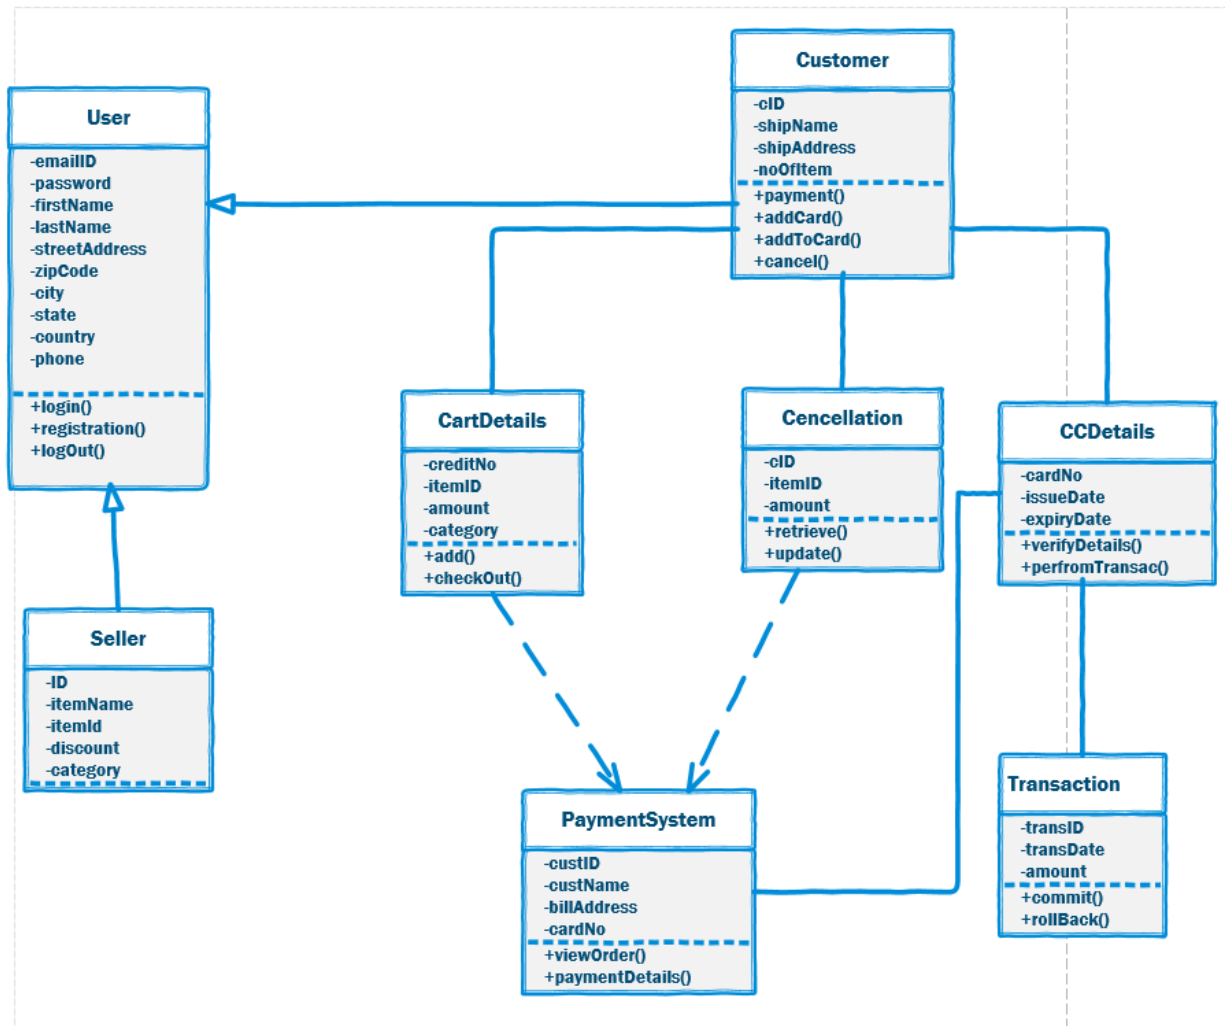 User
-emailID
-password
-firstName
-lastName
-streetAddress
-zipCode
-city
-state
-country
-phone
+login()
+registration()
+logOut()
Customer
-cID
-shipName
-shipAddress
-noOfItem
+payment()
+addCard()
+addToCard()
+cancel()
CartDetails
-creditNo
-itemID
-amount
-category
+add()
+checkOut()
Cencellation
-cID
-itemID
-amount
+retrieve()
+update()
CCDetails
-cardNo
-issueDate
-expiryDate
+verifyDetails()
+perfromTransac()
Seller
-ID
-itemName
-itemId
-discount
-category
PaymentSystem
-custID
-custName
-billAddress
-cardNo
+viewOrder()
+paymentDetails()
Transaction
-transID
-transDate
-amount
+commit()
+rollBack()